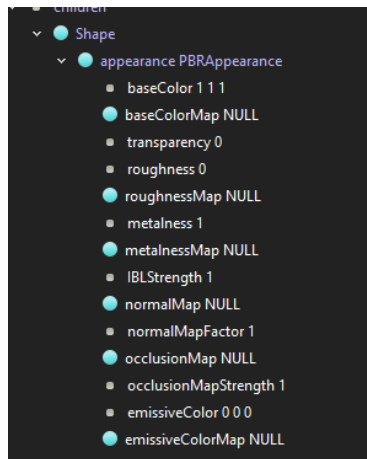 children
Shape
appearance PBRAppearance
baseColor 1 1 1
baseColorMap NULL
transparency 0
roughness 0
roughnessMap NULL
metalness 1
metalnessMap NULL
IBLStrength 1
normalMap NULL
normalMapFactor 1
occlusionMap NULL
occlusionMapStrength 1
emissiveColor 0 0 0
emissiveColorMap NULL